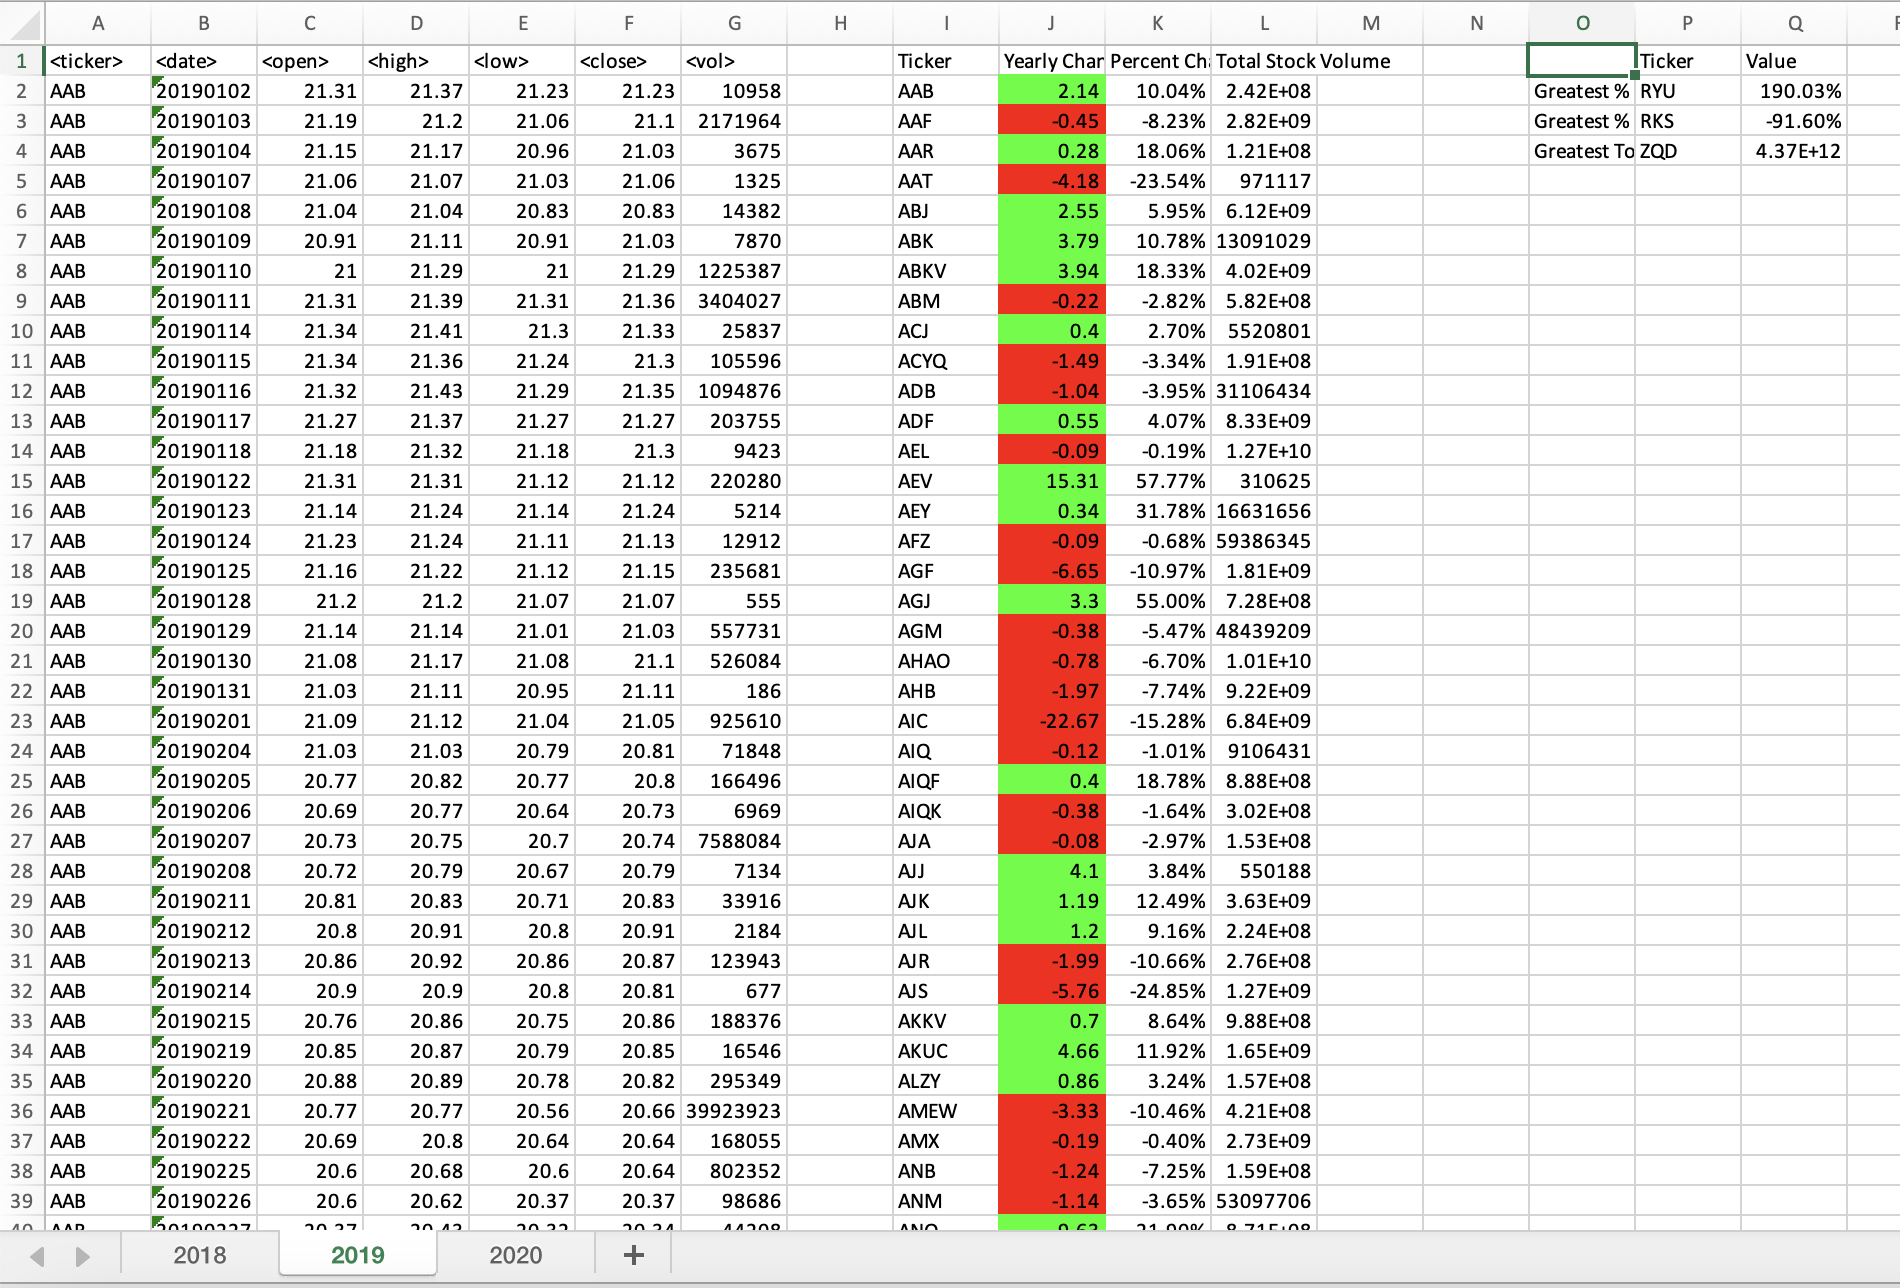 A B C D E F G H I J K L M N O P Q
1 <ticker> <date> <open> <high> <low> <close> <vol> Ticker Yearly Char Percent Ch Total Stock Volume Ticker Value
2 AAB 20190102 21.31 21.37 21.23 21.23 10958 AAB 2.14 10.04% 2.42E+08 Greatest % RYU 190.03%
3 AAB 20190103 21.19 21.2 21.06 21.1 2171964 AAF -0.45 -8.23% 2.82E+09 Greatest % RKS -91.60%
4 AAB 20190104 21.15 21.17 20.96 21.03 3675 AAR 0.28 18.06% 1.21E+08 Greatest To ZQD 4.37E+12
5 AAB 20190107 21.06 21.07 21.03 21.06 1325 AAT -4.18 -23.54% 971117
6 AAB 20190108 21.04 21.04 20.83 20.83 14382 ABJ 2.55 5.95% 6.12E+09
7 AAB 20190109 20.91 21.11 20.91 21.03 7870 ABK 3.79 10.78% 13091029
8 AAB 20190110 21 21.29 21 21.29 1225387 ABKV 3.94 18.33% 4.02E+09
9 AAB 20190111 21.31 21.39 21.31 21.36 3404027 ABM -0.22 -2.82% 5.82E+08
10 AAB 20190114 21.34 21.41 21.3 21.33 25837 ACJ 0.4 2.70% 5520801
11 AAB 20190115 21.34 21.36 21.24 21.3 105596 ACYQ -1.49 -3.34% 1.91E+08
12 AAB 20190116 21.32 21.43 21.29 21.35 1094876 ADB -1.04 -3.95% 31106434
13 AAB 20190117 21.27 21.37 21.27 21.27 203755 ADF 0.55 4.07% 8.33E+09
14 AAB 20190118 21.18 21.32 21.18 21.3 9423 AEL -0.09 -0.19% 1.27E+10
15 AAB 20190122 21.31 21.31 21.12 21.12 220280 AEV 15.31 57.77% 310625
16 AAB 20190123 21.14 21.24 21.14 21.24 5214 AEY 0.34 31.78% 16631656
17 AAB 20190124 21.23 21.24 21.11 21.13 12912 AFZ -0.09 -0.68% 59386345
18 AAB 20190125 21.16 21.22 21.12 21.15 235681 AGF -6.65 -10.97% 1.81E+09
19 AAB 20190128 21.2 21.2 21.07 21.07 555 AGJ 3.3 55.00% 7.28E+08
20 AAB 20190129 21.14 21.14 21.01 21.03 557731 AGM -0.38 -5.47% 48439209
21 AAB 20190130 21.08 21.17 21.08 21.1 526084 AHAO -0.78 -6.70% 1.01E+10
22 AAB 20190131 21.03 21.11 20.95 21.11 186 AHB -1.97 -7.74% 9.22E+09
23 AAB 20190201 21.09 21.12 21.04 21.05 925610 AIC -22.67 -15.28% 6.84E+09
24 AAB 20190204 21.03 21.03 20.79 20.81 71848 AIQ -0.12 -1.01% 9106431
25 AAB 20190205 20.77 20.82 20.77 20.8 166496 AIQF 0.4 18.78% 8.88E+08
26 AAB 20190206 20.69 20.77 20.64 20.73 6969 AIQK -0.38 -1.64% 3.02E+08
27 AAB 20190207 20.73 20.75 20.7 20.74 7588084 AJA -0.08 -2.97% 1.53E+08
28 AAB 20190208 20.72 20.79 20.67 20.79 7134 AJJ 4.1 3.84% 550188
29 AAB 20190211 20.81 20.83 20.71 20.83 33916 AJK 1.19 12.49% 3.63E+09
30 AAB 20190212 20.8 20.91 20.8 20.91 2184 AJL 1.2 9.16% 2.24E+08
31 AAB 20190213 20.86 20.92 20.86 20.87 123943 AJR -1.99 -10.66% 2.76E+08
32 AAB 20190214 20.9 20.9 20.8 20.81 677 AJS -5.76 -24.85% 1.27E+09
33 AAB 20190215 20.76 20.86 20.75 20.86 188376 AKKV 0.7 8.64% 9.88E+08
34 AAB 20190219 20.85 20.87 20.79 20.85 16546 AKUC 4.66 11.92% 1.65E+09
35 AAB 20190220 20.88 20.89 20.78 20.82 295349 ALZY 0.86 3.24% 1.57E+08
36 AAB 20190221 20.77 20.77 20.56 20.66 39923923 AMEW -3.33 -10.46% 4.21E+08
37 AAB 20190222 20.69 20.8 20.64 20.64 168055 AMX -0.19 -0.40% 2.73E+09
38 AAB 20190225 20.6 20.68 20.6 20.64 802352 ANB -1.24 -7.25% 1.59E+08
39 AAB 20190226 20.6 20.62 20.37 20.37 98686 ANM -1.14 -3.65% 53097706
2018 2019 2020 +